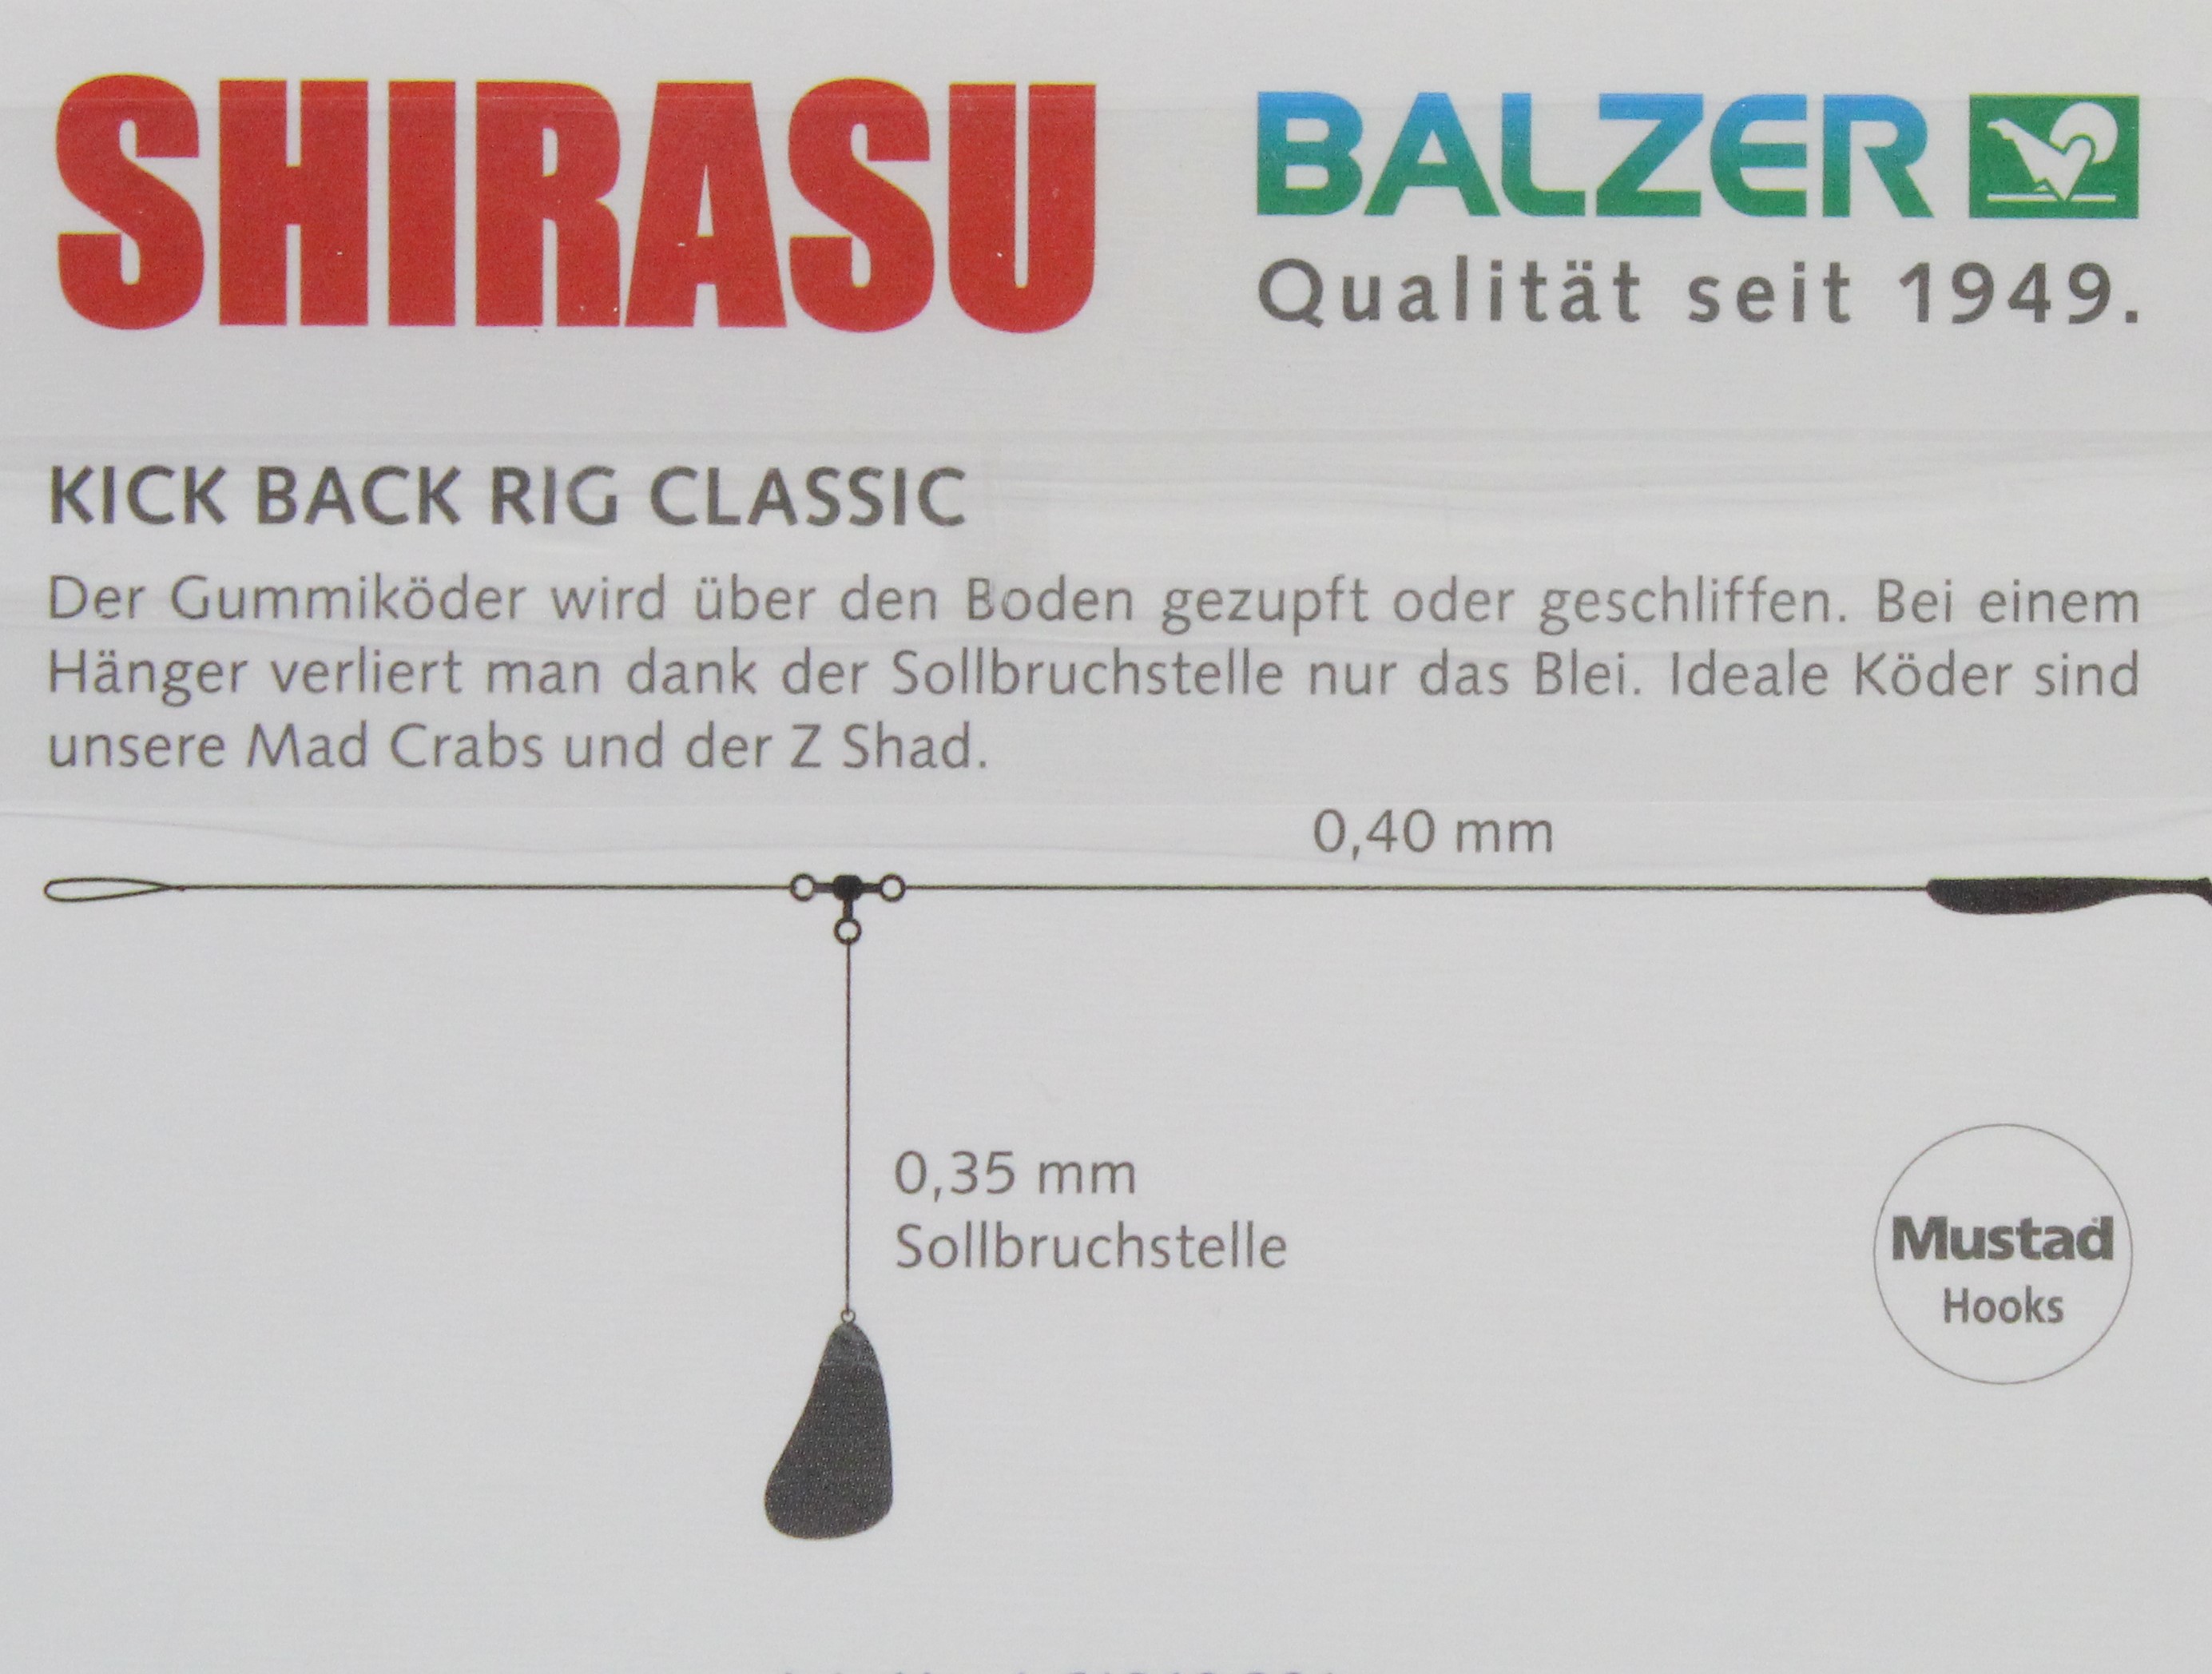 SHIRASU
BALZER
Qualität seit 1949.
KICK BACK RIG CLASSIC
Der Gummiköder wird über den Boden gezupft oder geschliffen. Bei einem
Hänger verliert man dank der Sollbruchstelle nur das Blei. Ideale Köder sind
unsere Mad Crabs und der Z Shad.
0,40 mm
0,35 mm
Sollbruchstelle
Mustad
Hooks